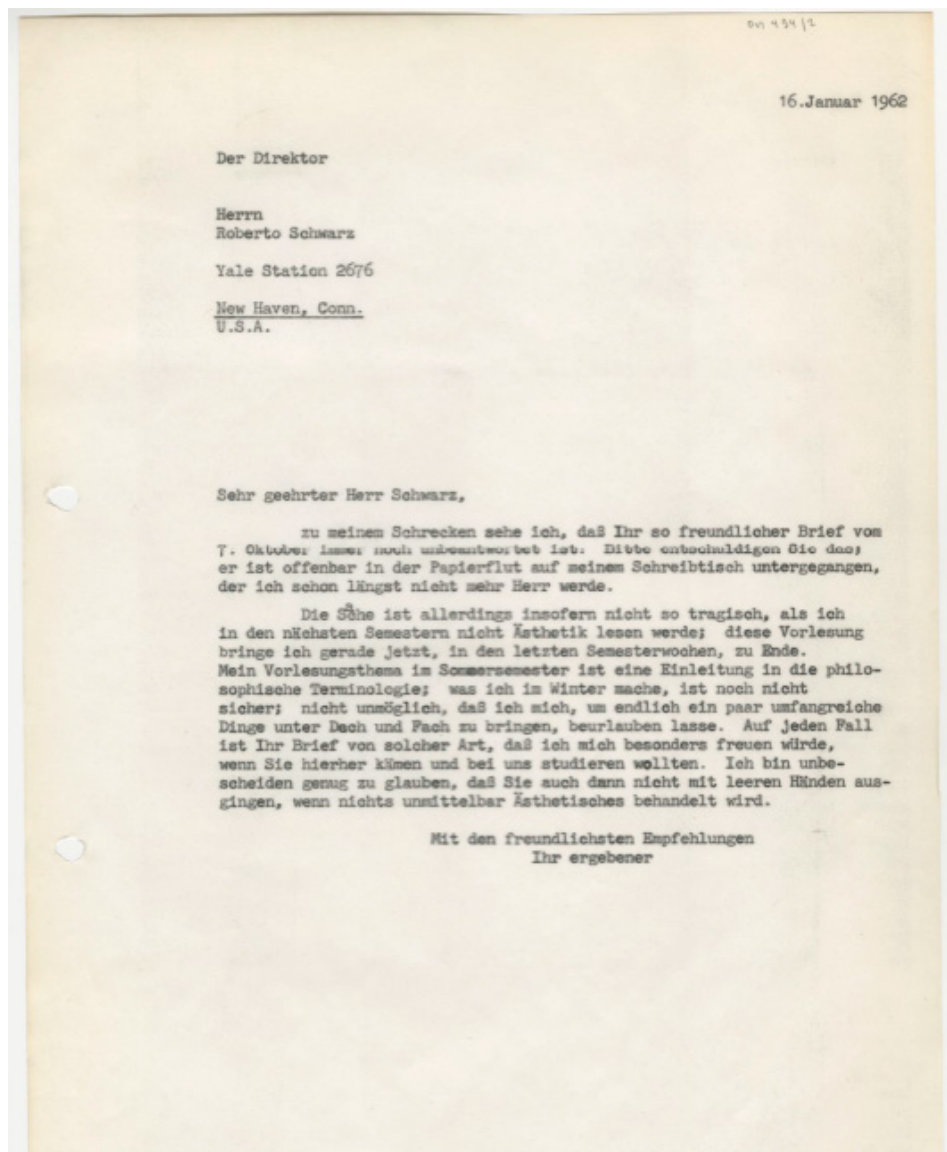 16.Januar 1962
Der Direktor
Herrn
Roberto Schwarz
Yale Station 2676
New Haven, Conn.
U.S.A.
Sehr geehrter Herr Schwarz,
zu meinem Schrecken sehe ich, daß Ihr so freundlicher Brief vom
7. Oktober immer noch unbeantwortet ist. Bitte entschuldigen Sie das;
er ist offenbar in der Papierflut auf meinem Schreibtisch untergegangen,
der ich schon längst nicht mehr Herr werde.
Die Sache ist allerdings insofern nicht so tragisch, als ich
in den nächsten Semestern nicht Ästhetik lesen werde; diese Vorlesung
bringe ich gerade jetzt, in den letzten Semesterwochen, zu Ende.
Mein Vorlesungsthema im Sommersemester ist eine Einleitung in die philo-
sophische Terminologie; was ich im Winter mache, ist noch nicht
sicher; nicht unmöglich, daß ich mich, um endlich ein paar umfangreiche
Dinge unter Dach und Fach zu bringen, beurlauben lasse. Auf jeden Fall
ist Ihr Brief von solcher Art, daß ich mich besonders freuen würde,
wenn Sie hierher kämen und bei uns studieren wollten. Ich bin unbe-
scheiden genug zu glauben, daß Sie auch dann nicht mit leeren Händen aus-
gingen, wenn nichts unmittelbar Ästhetisches behandelt wird.
Mit den freundlichsten Empfehlungen
Ihr ergebener